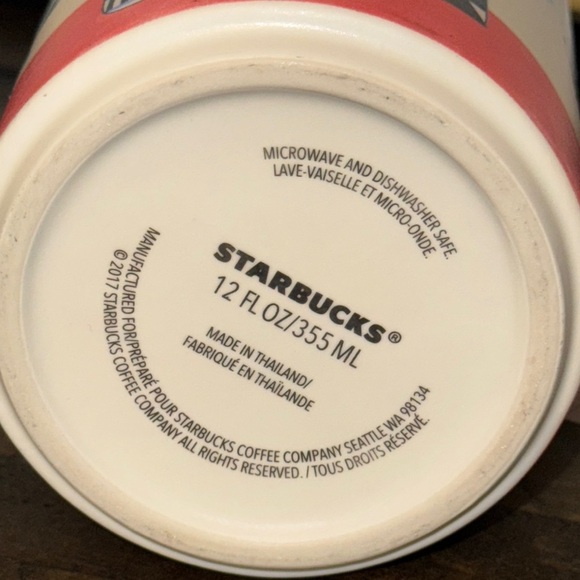 MICROWAVE AND DISHWASHER SAFE.
LAVE-VAISELLE ET MICRO-ONDE.
STARBUCKS®
12 FL OZ/355 ML
MADE IN THAILAND/
FABRIQUÉ EN THAÏLANDE
MANUFACTURED FOR/PRÉPARÉ POUR STARBUCKS COFFEE COMPANY SEATTLE WA 98134
© 2017 STARBUCKS COFFEE COMPANY ALL RIGHTS RESERVED. / TOUS DROITS RÉSERVÉ.